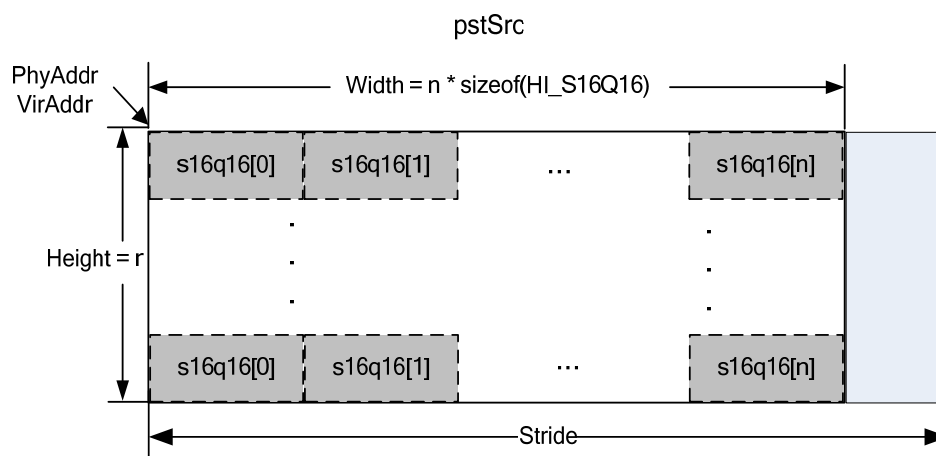 pstSrc
PhyAddr
VirAddr
Width = n * sizeof(HI_S16Q16)
s16q16[0] s16q16[1] ... s16q16[n]
Height = r
s16q16[0] s16q16[1] ... s16q16[n]
Stride